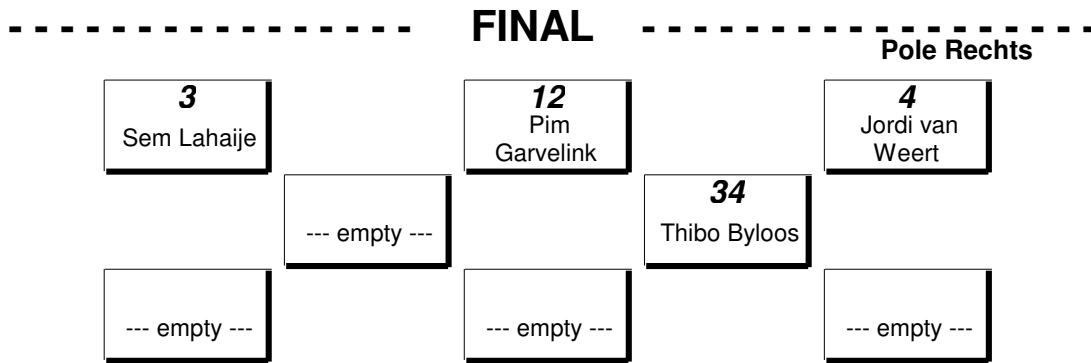 - - - - - - - - - - - - - - - - FINAL - - - - - - - - - - - - - - - - - -
Pole Rechts
3
Sem Lahaije
12
Pim
Garvelink
4
Jordi van
Weert
--- empty ---
34
Thibo Byloos
--- empty ---
--- empty ---
--- empty ---